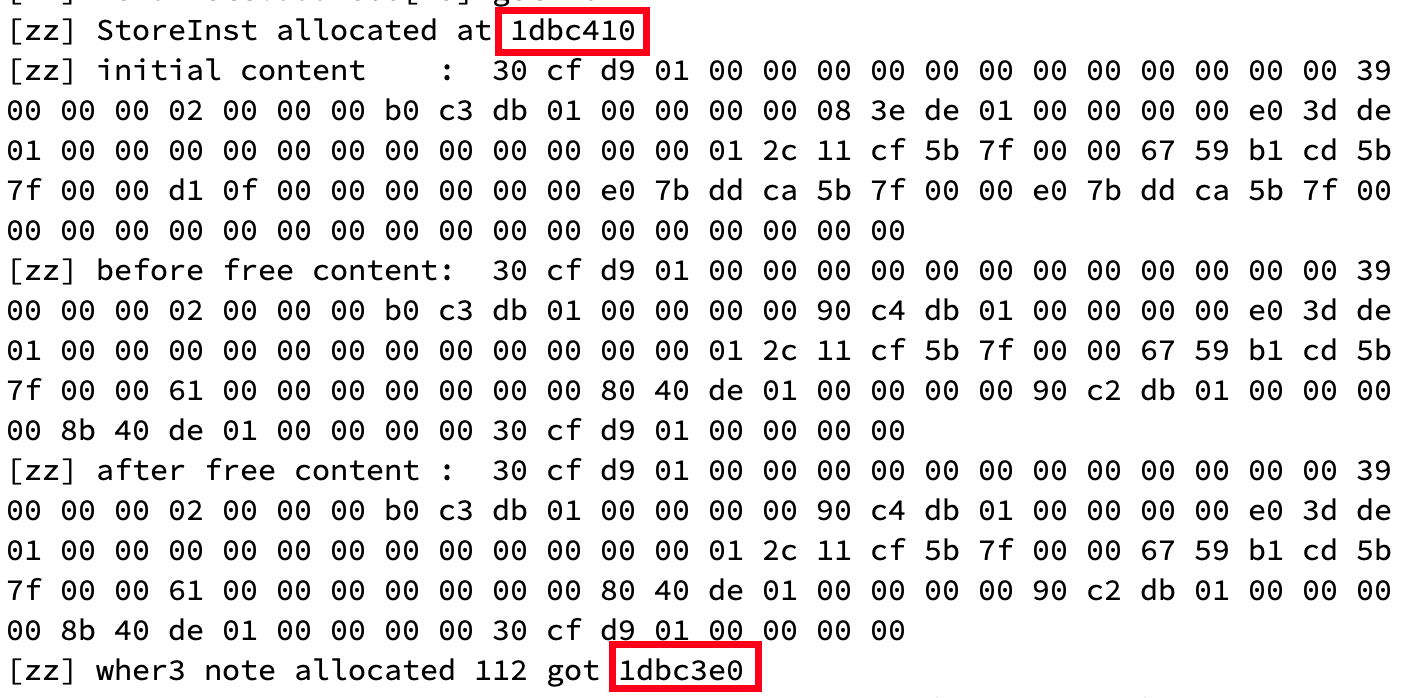 [zz] StoreInst allocated at 1dbc410
[zz] initial content    :  30 cf d9 01 00 00 00 00 00 00 00 00 00 00 00 00 39
00 00 00 02 00 00 00 b0 c3 db 01 00 00 00 00 08 3e de 01 00 00 00 00 e0 3d de
01 00 00 00 00 00 00 00 00 00 00 00 00 01 2c 11 cf 5b 7f 00 00 67 59 b1 cd 5b
7f 00 00 d1 0f 00 00 00 00 00 00 e0 7b dd ca 5b 7f 00 00 e0 7b dd ca 5b 7f 00
00 00 00 00 00 00 00 00 00 00 00 00 00 00 00 00 00
[zz] before free content:  30 cf d9 01 00 00 00 00 00 00 00 00 00 00 00 00 39
00 00 00 02 00 00 00 b0 c3 db 01 00 00 00 00 90 c4 db 01 00 00 00 00 e0 3d de
01 00 00 00 00 00 00 00 00 00 00 00 00 01 2c 11 cf 5b 7f 00 00 67 59 b1 cd 5b
7f 00 00 61 00 00 00 00 00 00 00 80 40 de 01 00 00 00 00 90 c2 db 01 00 00 00
00 8b 40 de 01 00 00 00 00 30 cf d9 01 00 00 00 00
[zz] after free content :  30 cf d9 01 00 00 00 00 00 00 00 00 00 00 00 00 39
00 00 00 02 00 00 00 b0 c3 db 01 00 00 00 00 90 c4 db 01 00 00 00 00 e0 3d de
01 00 00 00 00 00 00 00 00 00 00 00 00 01 2c 11 cf 5b 7f 00 00 67 59 b1 cd 5b
7f 00 00 61 00 00 00 00 00 00 00 80 40 de 01 00 00 00 00 90 c2 db 01 00 00 00
00 8b 40 de 01 00 00 00 00 30 cf d9 01 00 00 00 00
[zz] wher3 note allocated 112 got 1dbc3e0